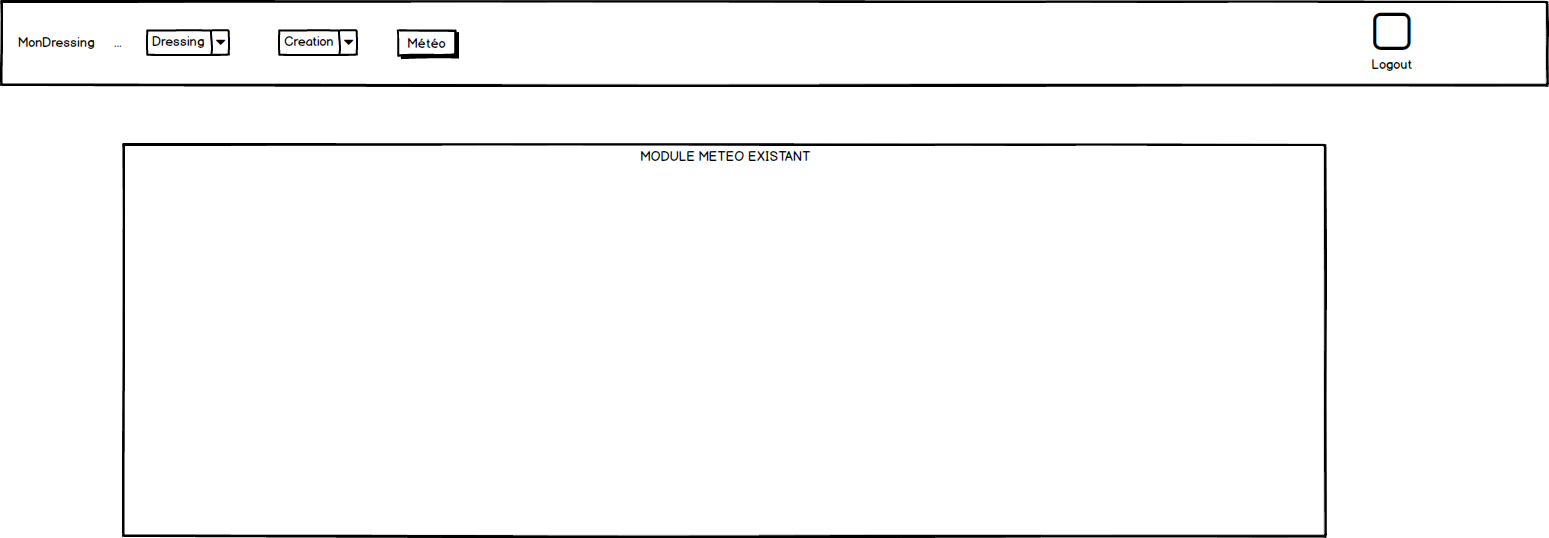 MonDressing ... Dressing Creation Météo
Logout
MODULE METEO EXISTANT